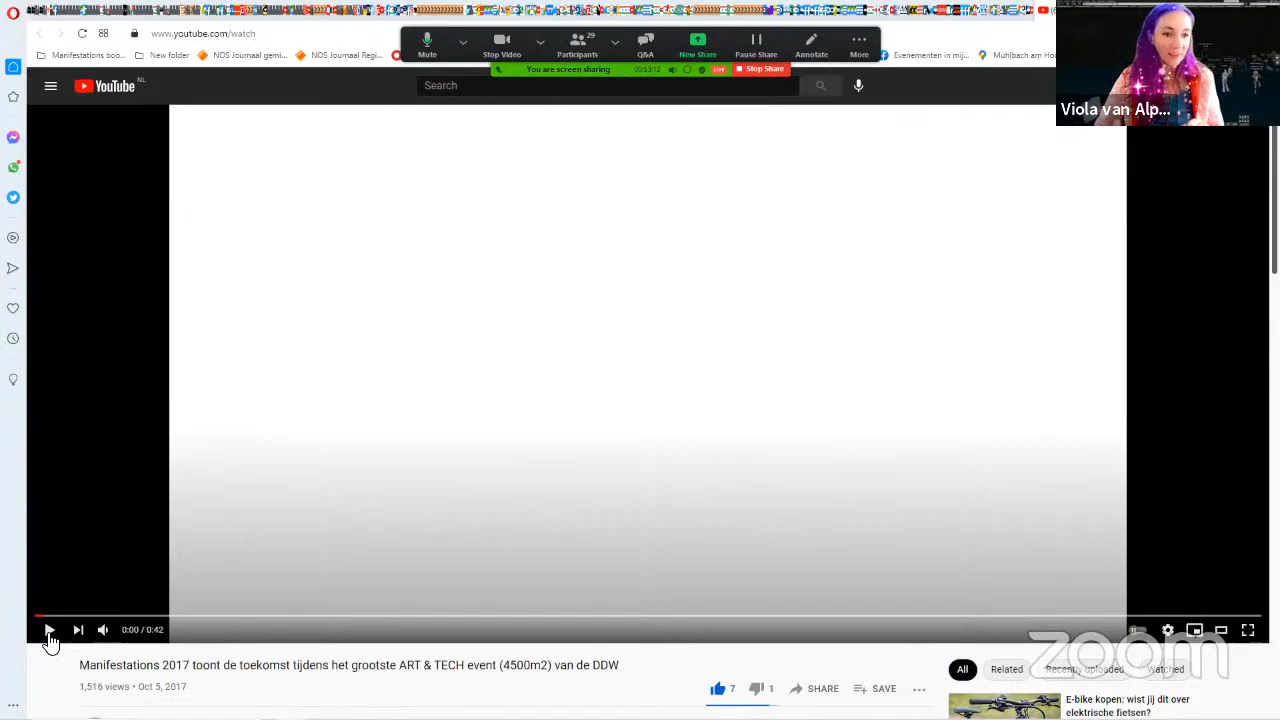 www.youtube.com/watch
29
Mute
Stop Video
Participants
Q&A
New Share
Pause Share
Annotate
More
Manifestations boo...
New folder
NOS Journaal gemi...
NOS Journaal Regi...
Evenementen in mij...
Mühlbach am Ho
You are screen sharing
00:53:12
LIVE
Stop Share
YouTube NL
Search
Viola van Alp...
0:00 / 0:42
zoom
Manifestations 2017 toont de toekomst tijdens het grootste ART & TECH event (4500m2) van de DDW
1,516 views • Oct 5, 2017
7
1
SHARE
SAVE
All
Related
Recently uploaded
Watched
E-bike kopen: wist jij dit over
elektrische fietsen?